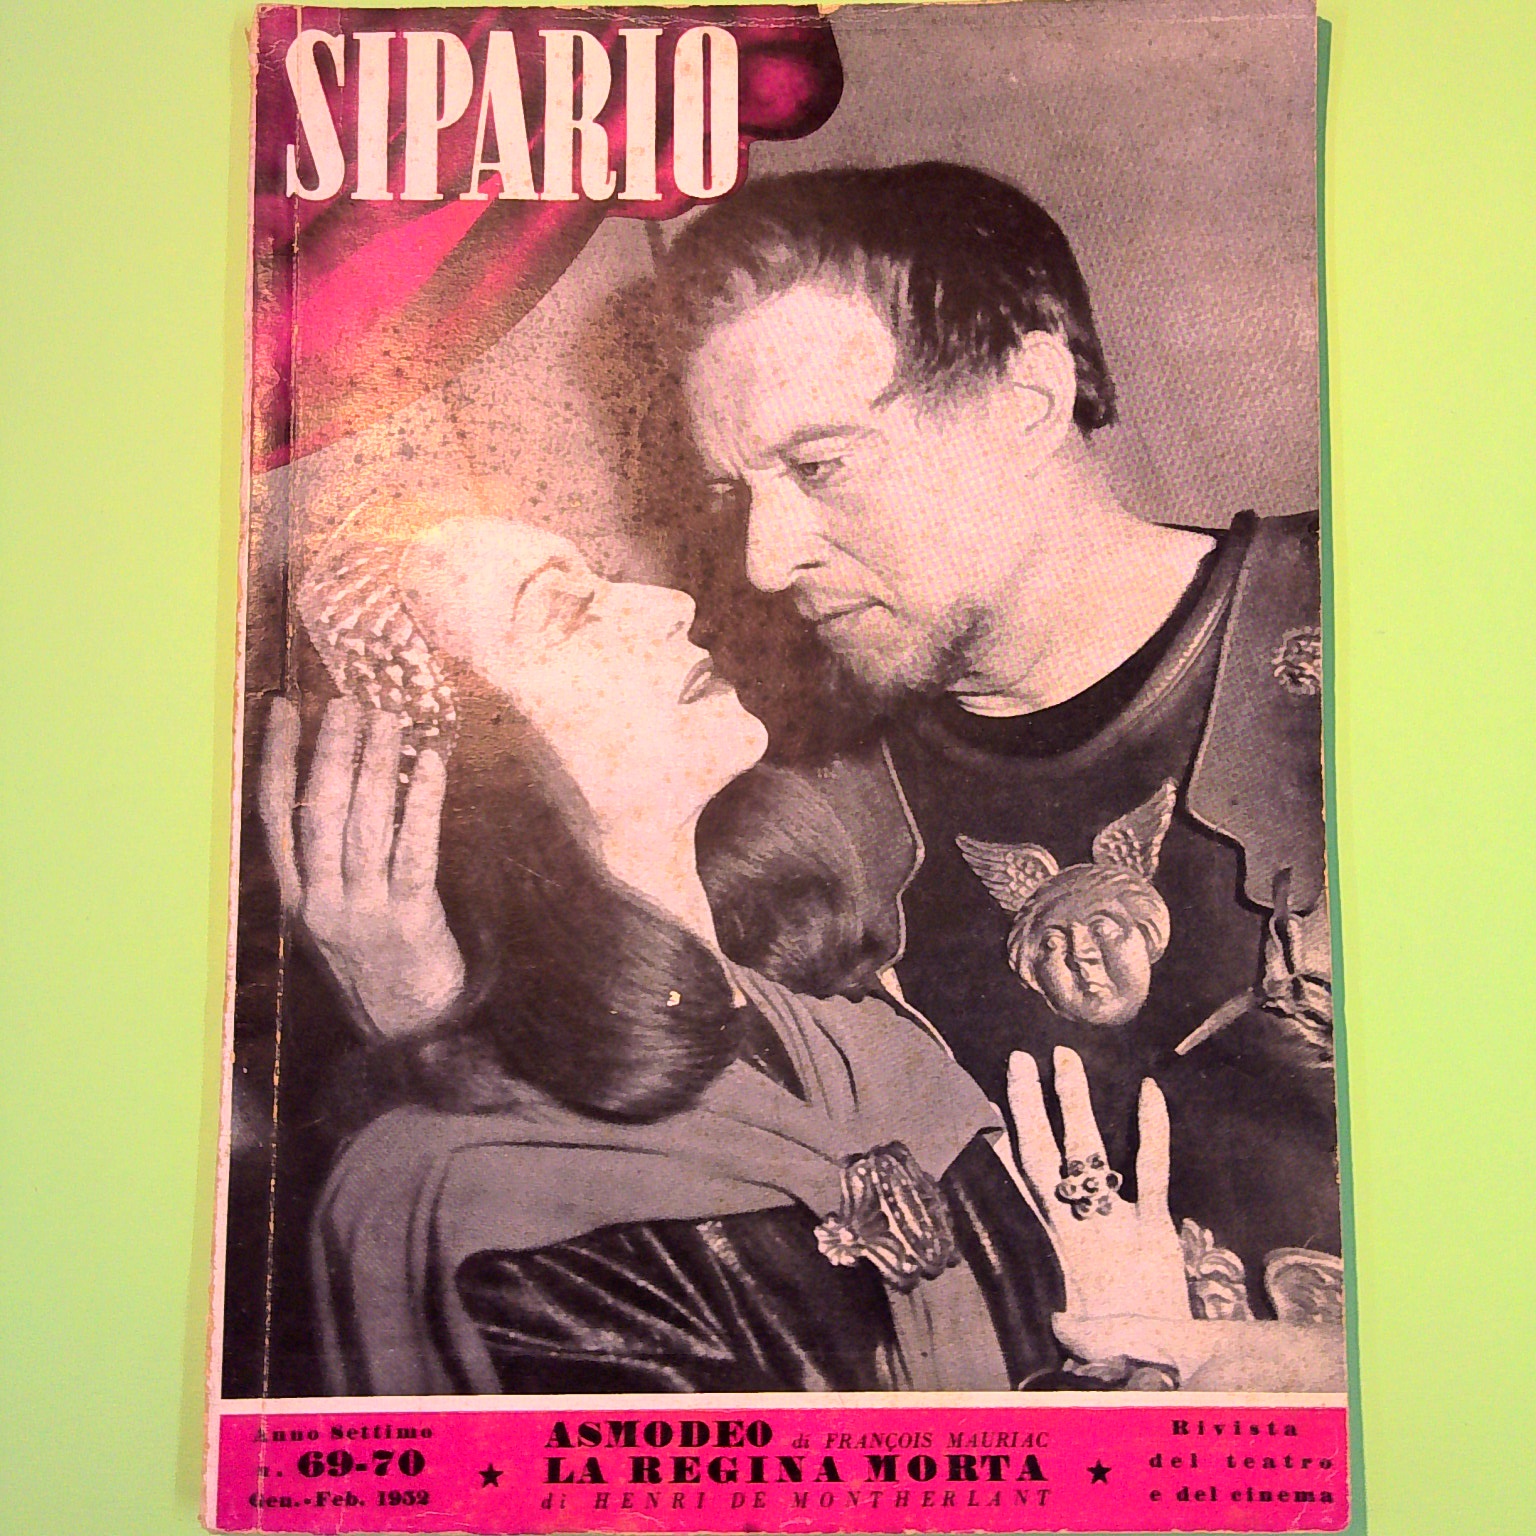 SIPARIO
Anno Settimo
n. 69-70
Gen.-Feb. 1952
★
ASMODEO di FRANÇOIS MAURIAC
LA REGINA MORTA
di HENRI DE MONTHERLANT
★
Rivista
del teatro
e del cinema